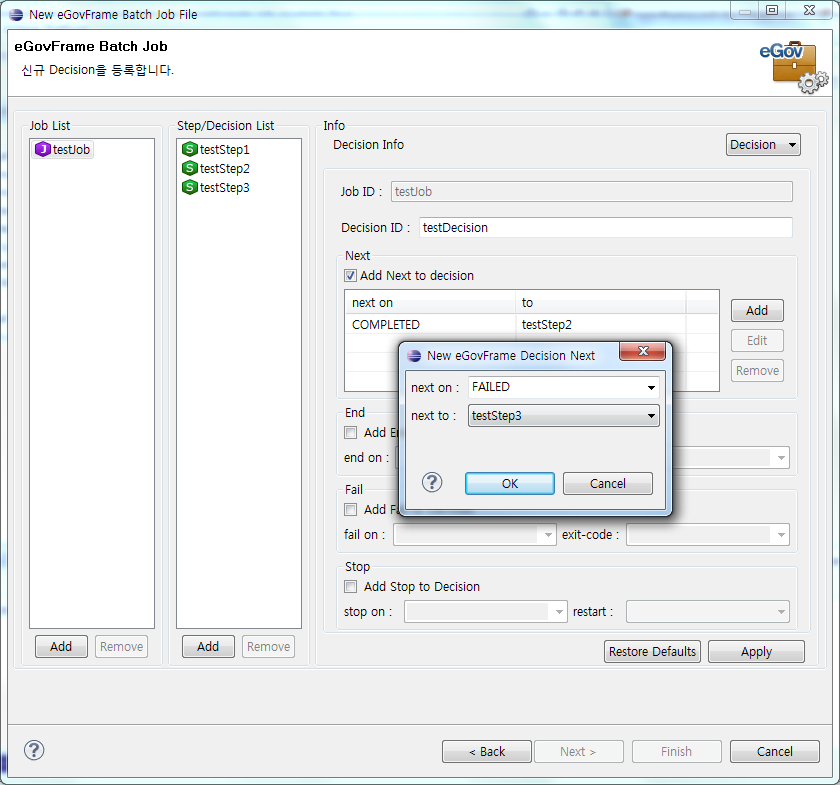 New eGovFrame Batch Job File
eGovFrame Batch Job
신규 Decision을 등록합니다.
eGov
Job List
testJob
Add
Remove
Step/Decision List
testStep1
testStep2
testStep3
Add
Remove
Info
Decision Info
Decision
Job ID :
testJob
Decision ID :
testDecision
Next
Add Next to decision
next on
to
COMPLETED
testStep2
Add
Edit
Remove
New eGovFrame Decision Next
next on :
FAILED
next to :
testStep3
OK
Cancel
End
Add
end on :
Fail
Add
fail on :
exit-code :
Stop
Add Stop to Decision
stop on :
restart :
Restore Defaults
Apply
< Back
Next >
Finish
Cancel